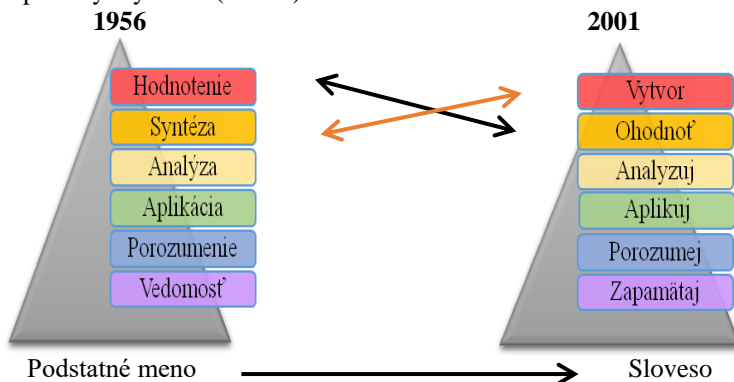 1956
2001
Hodnotenie
Syntéza
Analýza
Aplikácia
Porozumenie
Vedomosť
Vytvor
Ohodnoť
Analyzuj
Aplikuj
Porozumej
Zapamätaj
Podstatné meno
Sloveso